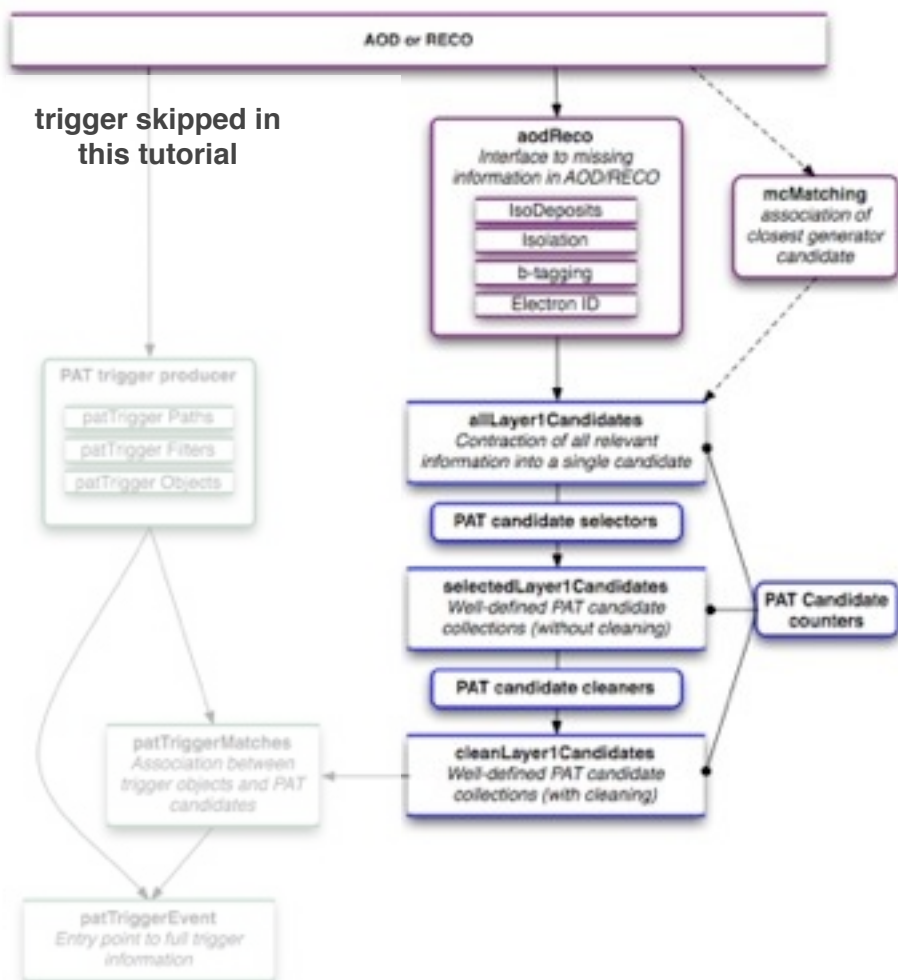 AOD or RECO
trigger skipped in
this tutorial
aodReco
Interface to missing
information in AOD/RECO
IsoDeposits
Isolation
b-tagging
Electron ID
mcMatching
association of
closest generator
candidate
PAT trigger producer
patTrigger Paths
patTrigger Filters
patTrigger Objects
allLayer1Candidates
Contraction of all relevant
information into a single candidate
PAT candidate selectors
selectedLayer1Candidates
Well-defined PAT candidate
collections (without cleaning)
PAT Candidate
counters
PAT candidate cleaners
patTriggerMatches
Association between
trigger objects and PAT
candidates
cleanLayer1Candidates
Well-defined PAT candidate
collections (with cleaning)
patTriggerEvent
Entry point to full trigger
information